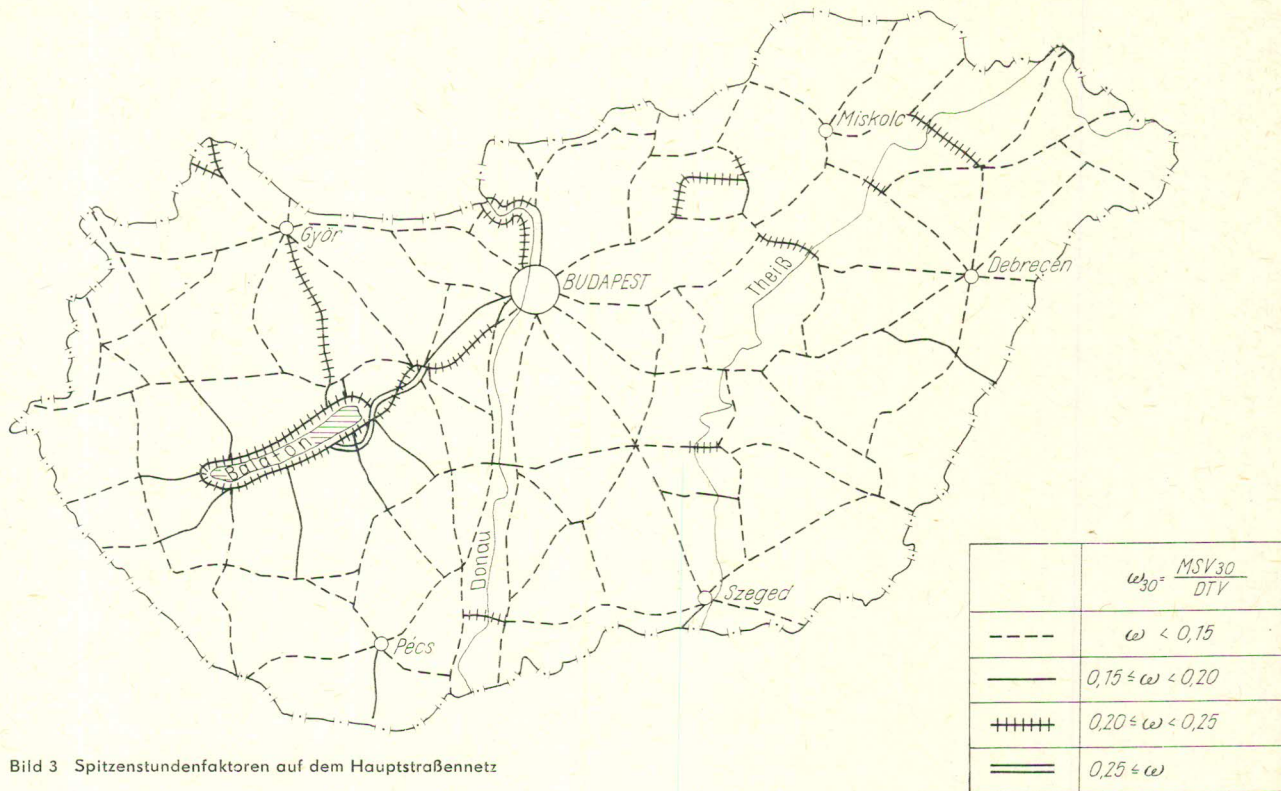 Miskolc
Győr
BUDAPEST
Theiß
Debrecen
Balaton
Donau
Szeged
Pécs
ω30= MSV30
DTV
ω < 0,15
0,15 ≤ ω < 0,20
0,20 ≤ ω < 0,25
0,25 ≤ ω
Bild 3 Spitzenstundenfaktoren auf dem Hauptstraßennetz